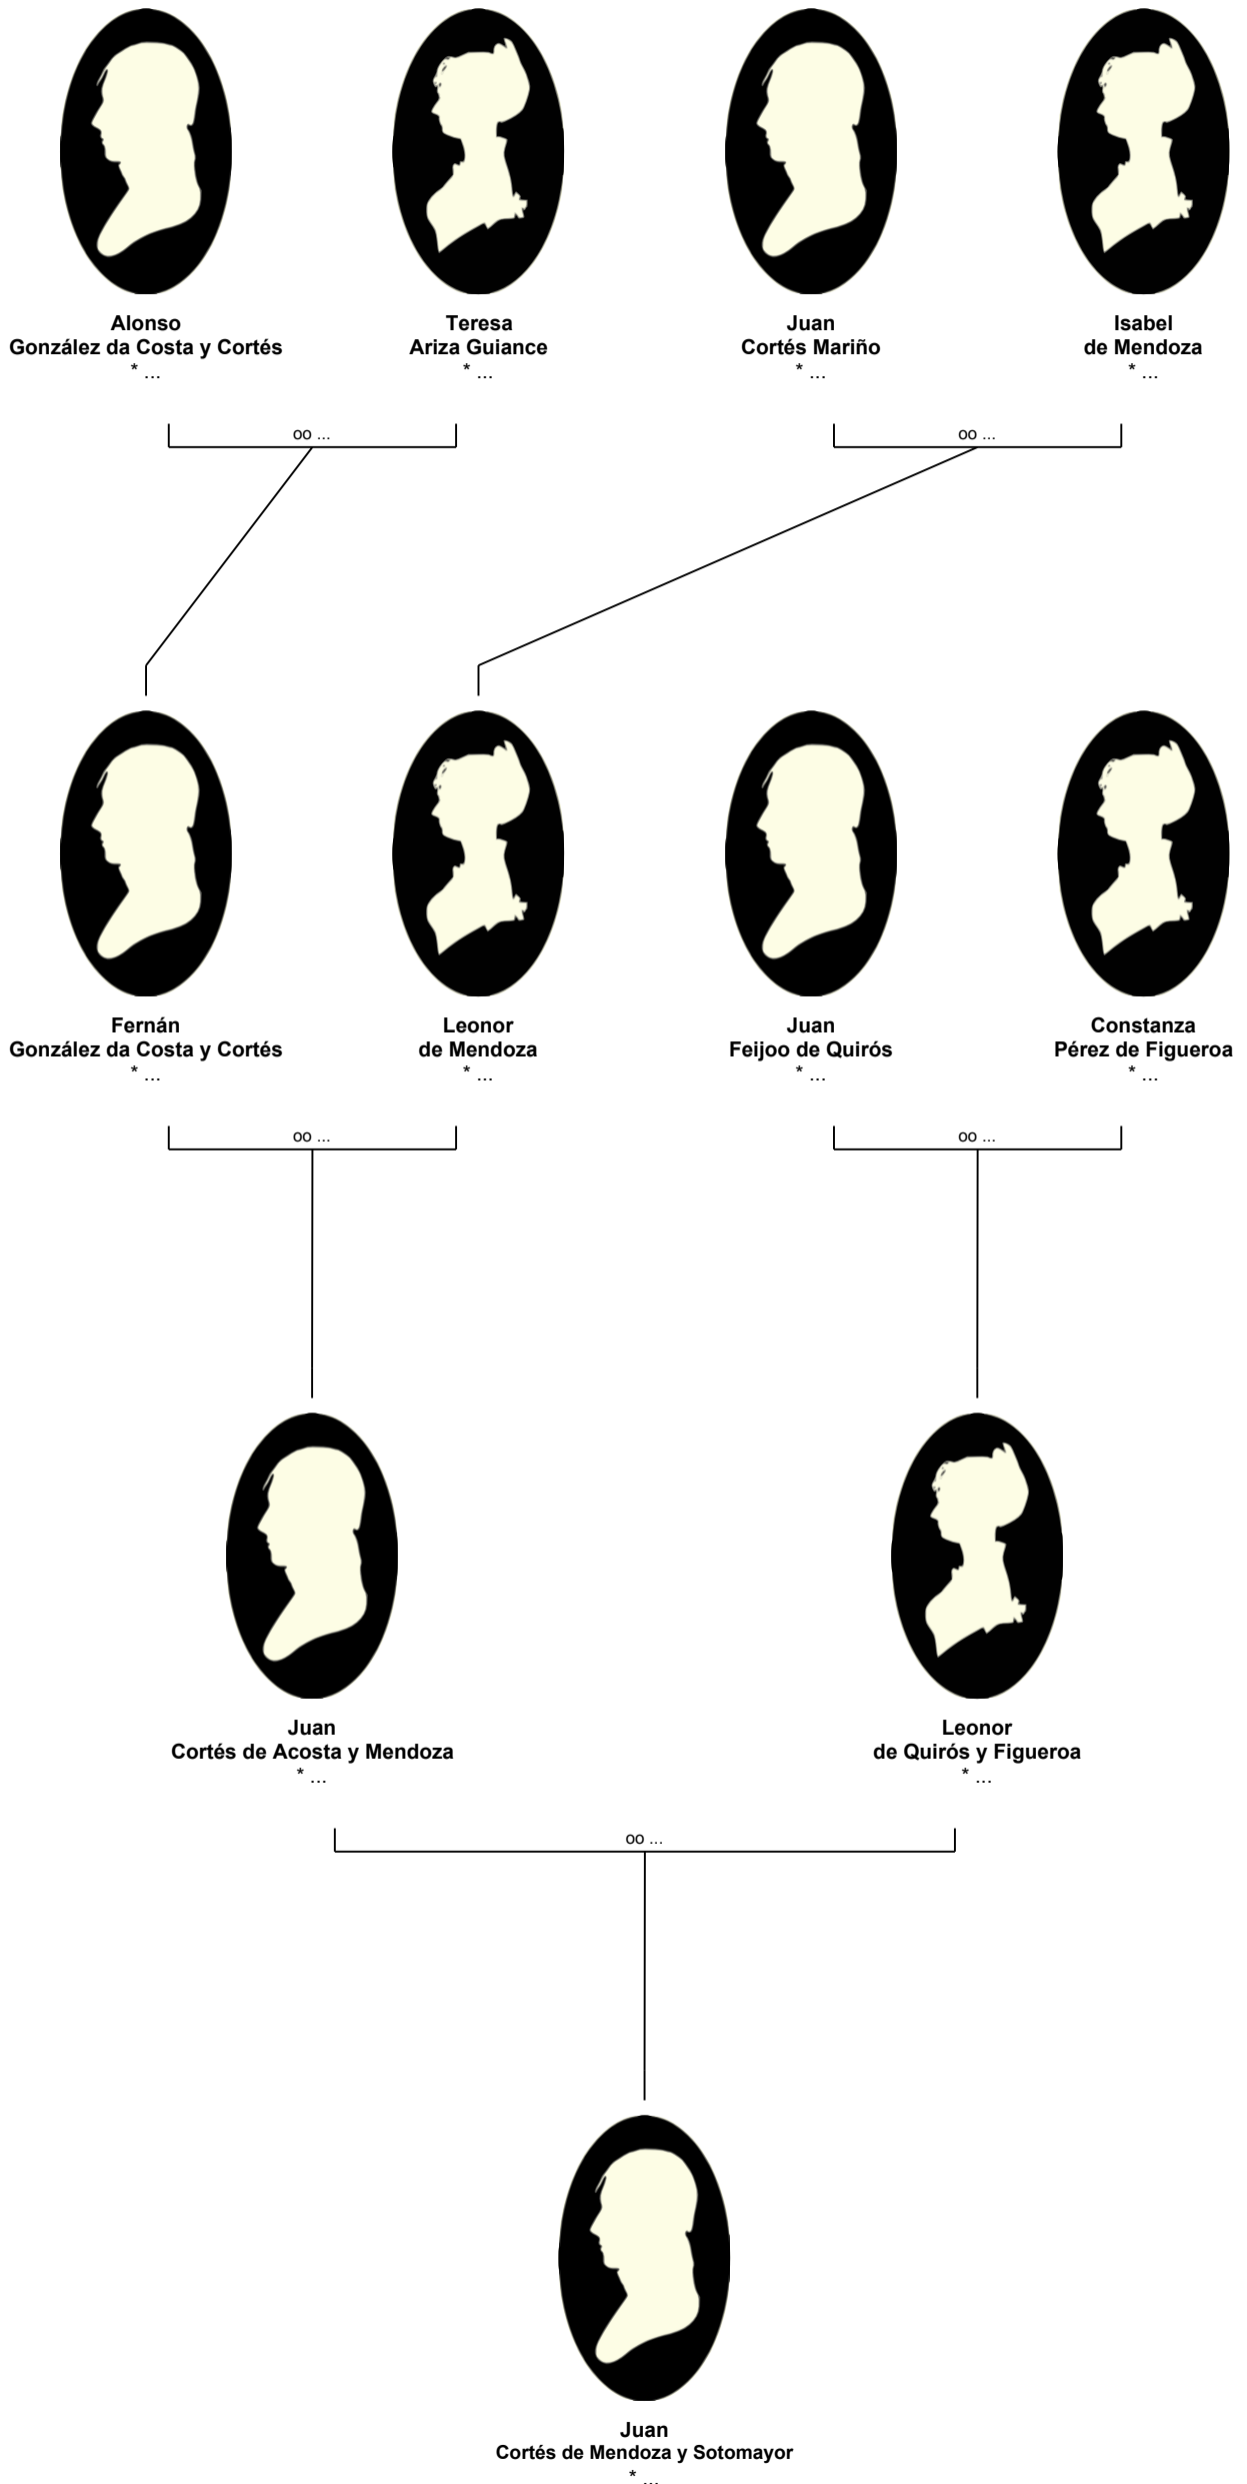 Alonso
González da Costa y Cortés
* ...
Teresa
Ariza Guiance
* ...
Juan
Cortés Mariño
* ...
Isabel
de Mendoza
* ...
oo ...
oo ...
Fernán
González da Costa y Cortés
* ...
Leonor
de Mendoza
* ...
Juan
Feijoo de Quirós
* ...
Constanza
Pérez de Figueroa
* ...
oo ...
oo ...
Juan
Cortés de Acosta y Mendoza
* ...
Leonor
de Quirós y Figueroa
* ...
oo ...
Juan
Cortés de Mendoza y Sotomayor
* ...